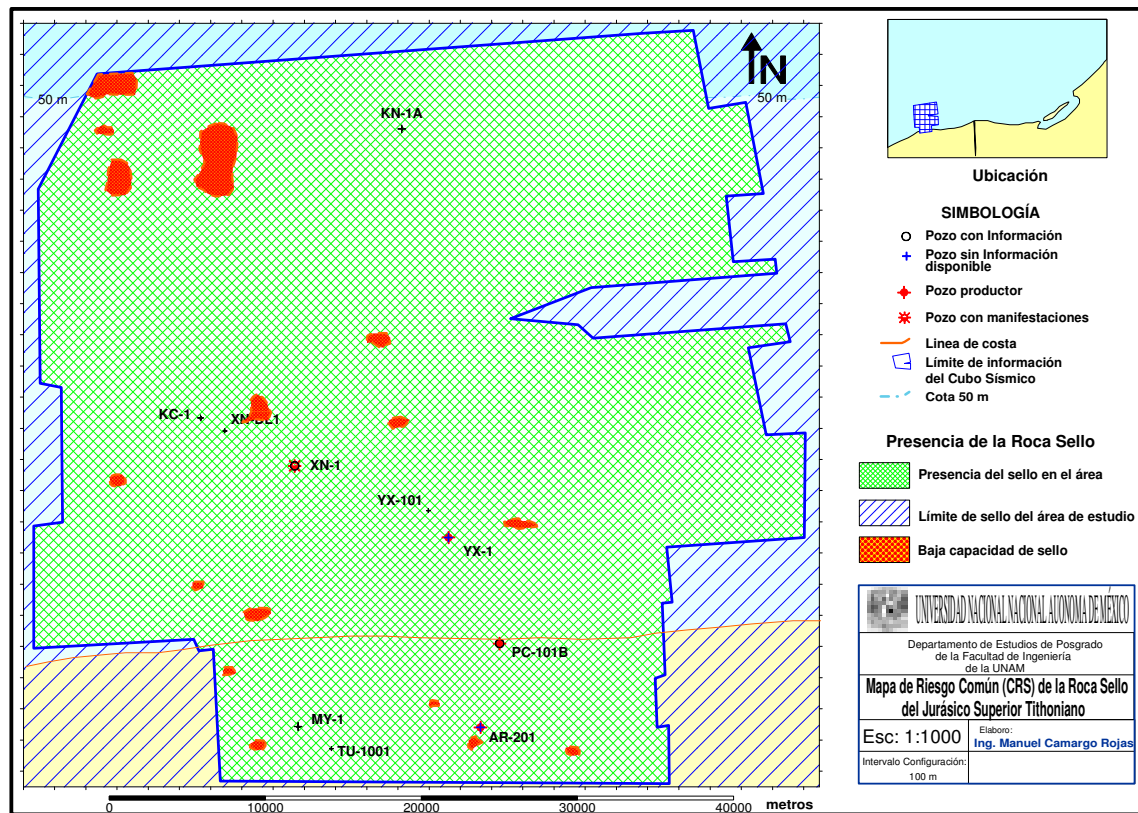 50 m
N
50 m
KN-1A
KC-1
XN-DL1
XN-1
YX-101
YX-1
PC-101B
MY-1
TU-1001
AR-201
0 10000 20000 30000 40000 metros
Ubicación
SIMBOLOGÍA
Pozo con Información
Pozo sin Información
disponible
Pozo productor
Pozo con manifestaciones
Linea de costa
Límite de información
del Cubo Sísmico
Cota 50 m
Presencia de la Roca Sello
Presencia del sello en el área
Límite de sello del área de estudio
Baja capacidad de sello
UNIVERSIDAD NACIONAL NACIONAL AUONOMA DE MÉXICO
Departamento de Estudios de Posgrado
de la Facultad de Ingeniería
de la UNAM
Mapa de Riesgo Común (CRS) de la Roca Sello
del Jurásico Superior Tithoniano
Esc: 1:1000
Elaboro:
Ing. Manuel Camargo Rojas
Intervalo Configuración:
100 m